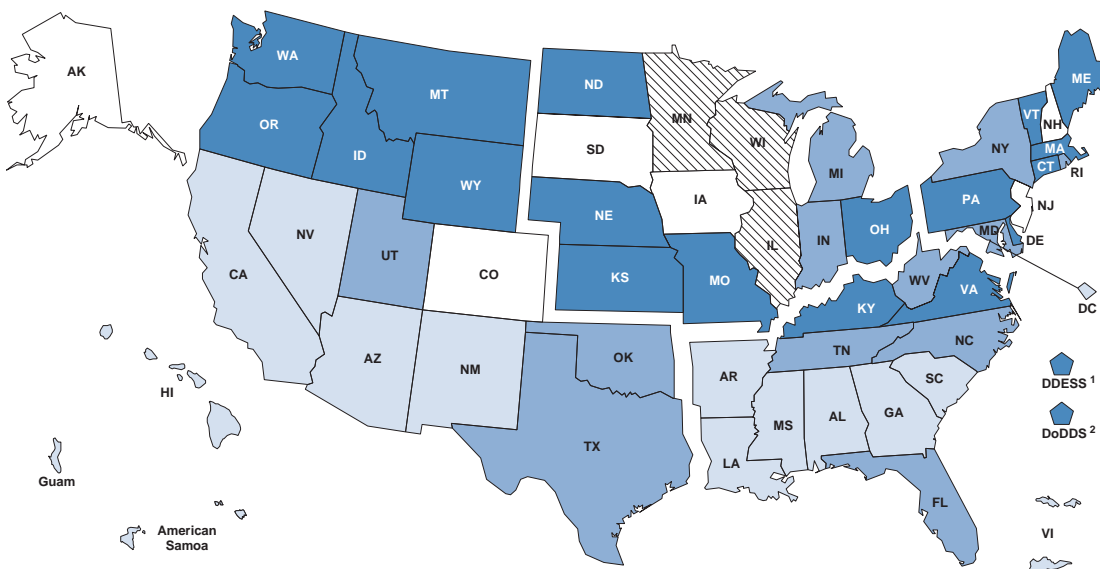 AK
WA
MT
ND
MN
ME
VT
NH
OR
ID
SD
WI
NY
MA
CT
RI
WY
MI
IA
NE
PA
NJ
NV
UT
CO
KS
MO
IL
IN
OH
MD
DE
CA
WV
VA
DC
KY
AZ
NM
OK
TN
NC
AR
SC
DDESS 1
HI
MS
AL
GA
DoDDS 2
TX
LA
Guam
FL
American
Samoa
VI